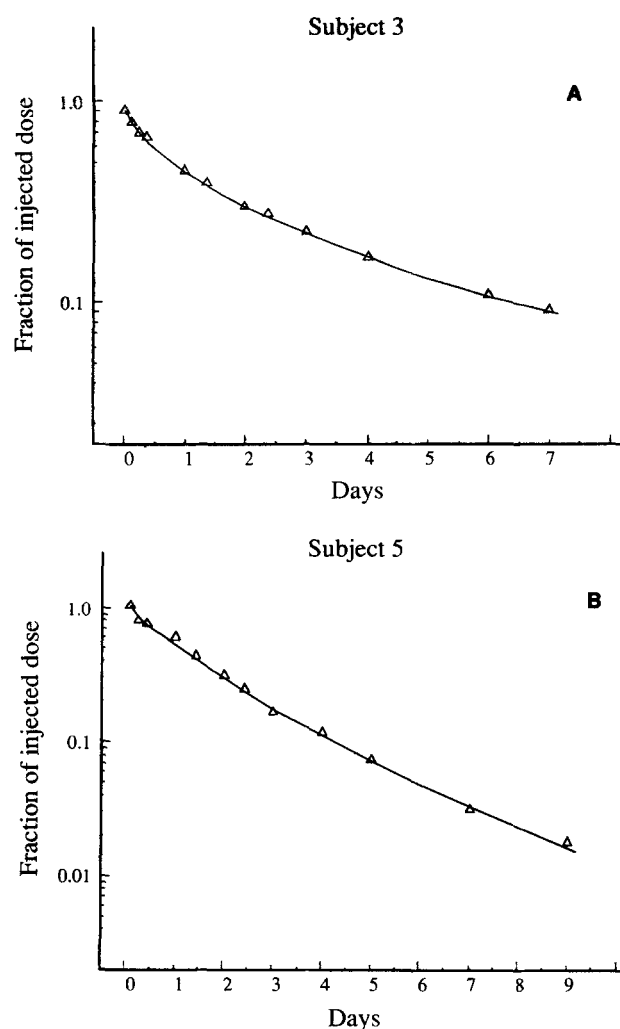 Subject 3
A
Fraction of injected dose
1.0
0.1
0 1 2 3 4 5 6 7
Days
Subject 5
B
Fraction of injected dose
1.0
0.1
0.01
0 1 2 3 4 5 6 7 8 9
Days